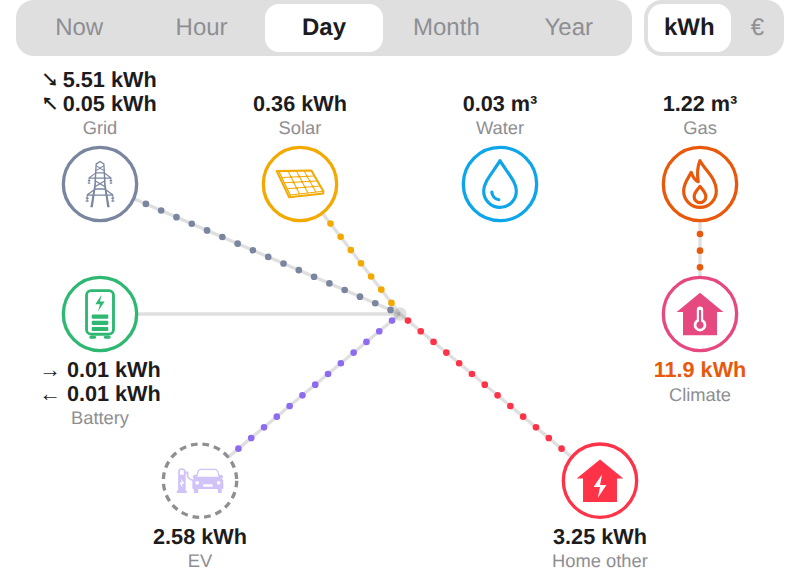 Now Hour Day Month Year kWh €
↘ 5.51 kWh
↖ 0.05 kWh 0.36 kWh 0.03 m³ 1.22 m³
Grid Solar Water Gas
→ 0.01 kWh 11.9 kWh
← 0.01 kWh Climate
Battery
2.58 kWh 3.25 kWh
EV Home other